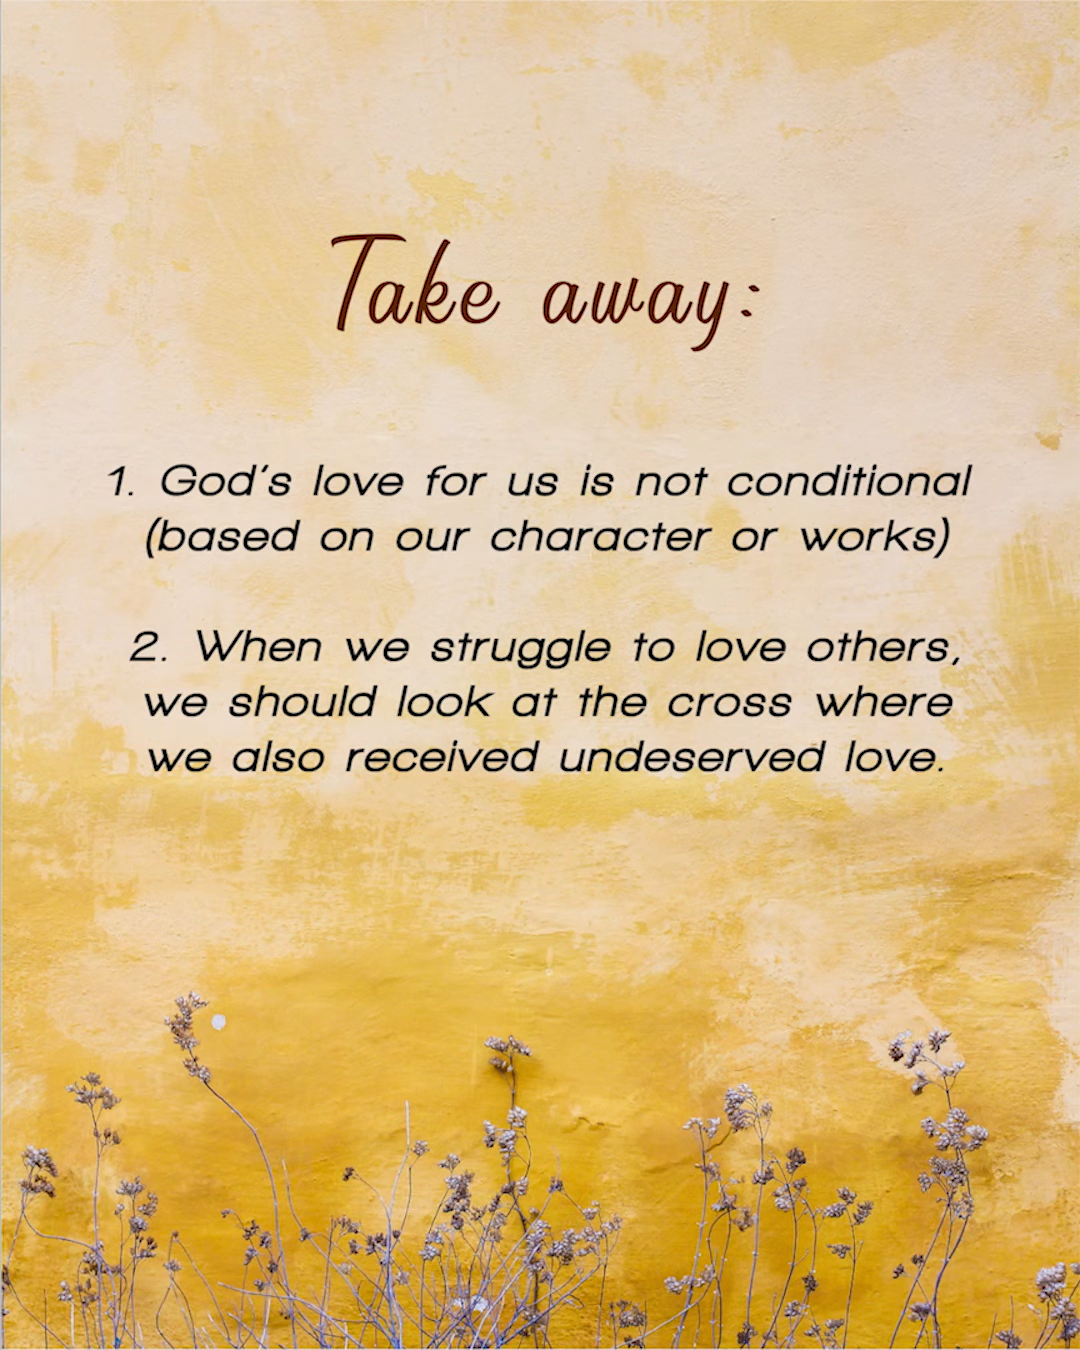 Take away:
1. God's love for us is not conditional
(based on our character or works)
2. When we struggle to love others,
we should look at the cross where
we also received undeserved love.